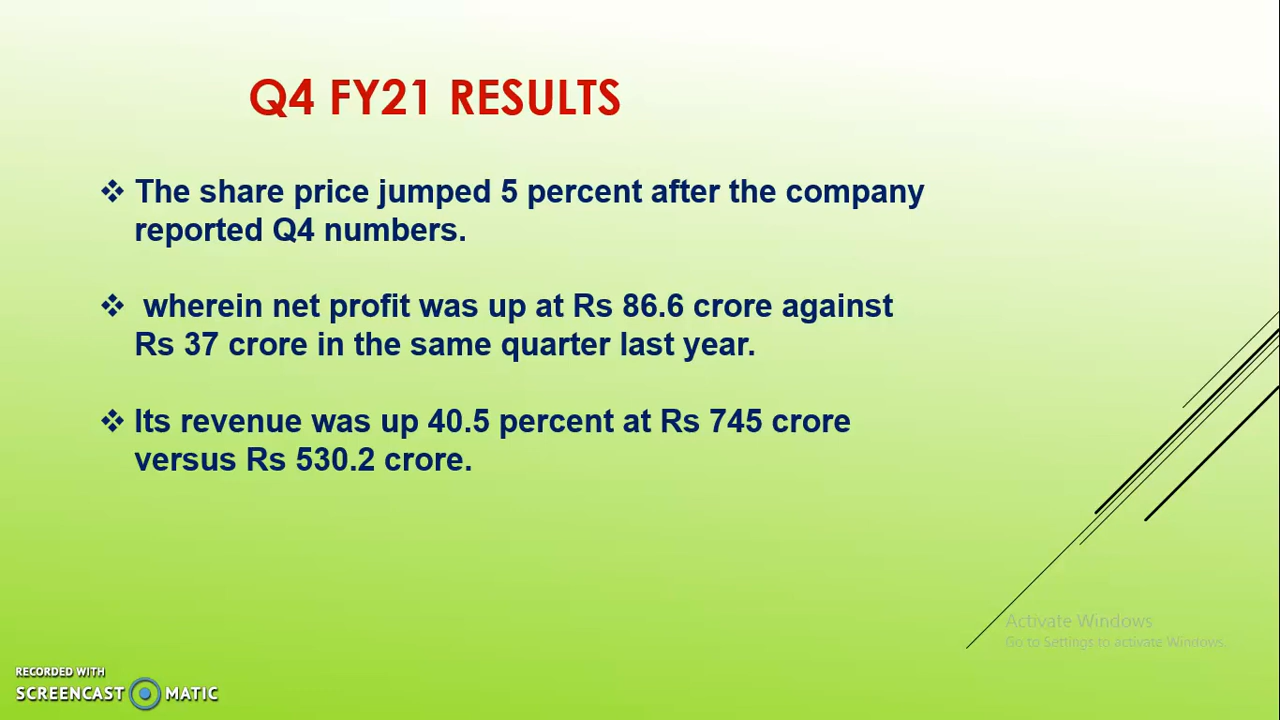 Q4 FY21 RESULTS
❖ The share price jumped 5 percent after the company
reported Q4 numbers.
❖ wherein net profit was up at Rs 86.6 crore against
Rs 37 crore in the same quarter last year.
❖ Its revenue was up 40.5 percent at Rs 745 crore
versus Rs 530.2 crore.
Activate Windows
Go to Settings to activate Windows.
RECORDED WITH
SCREENCAST MATIC